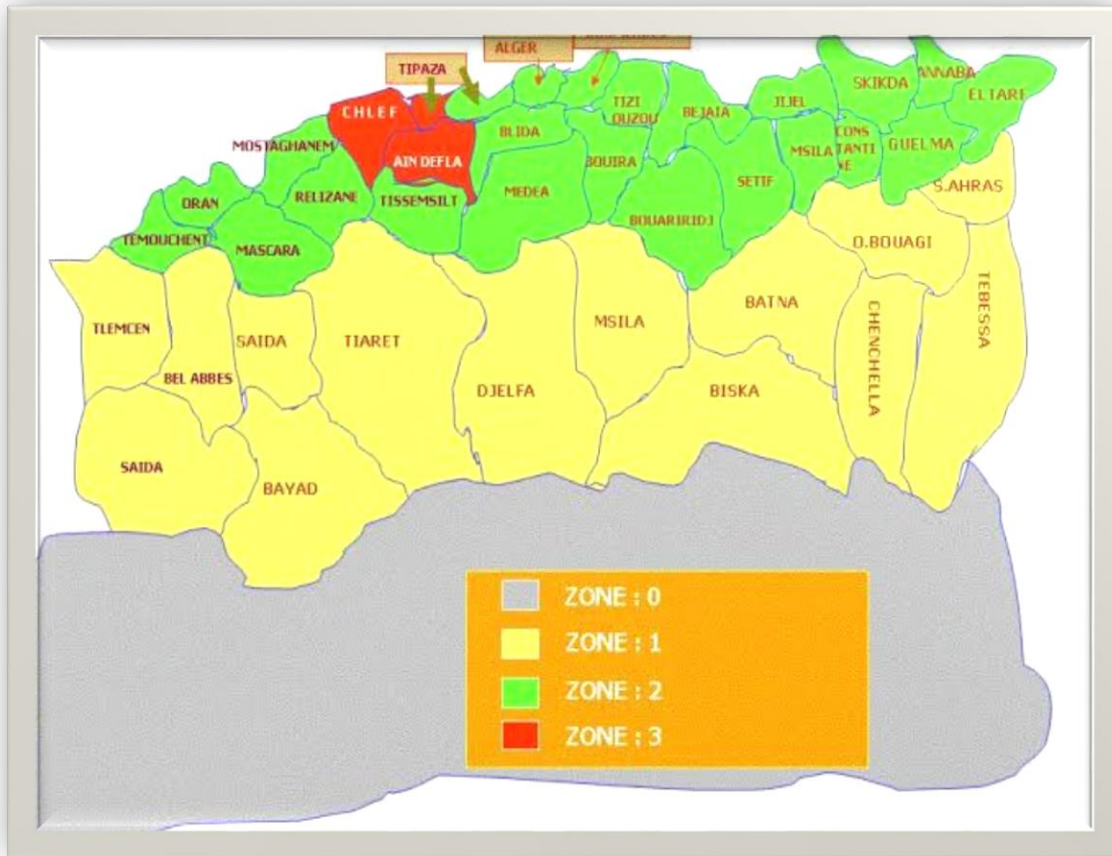 ALGER
TIPAZA
CHLEF
AIN DEFLA
MOSTAGHANEM
RELIZANE
TISSEMSILT
ORAN
TEMOUCHENT
MASCARA
BLIDA
MEDEA
TIZI
OUZOU
BOUIRA
BEJAIA
BOUARIRIDJ
SETIF
JIJEL
MSILA
CONS
TANTI
NE
SKIKDA
ANNABA
EL TARF
GUELMA
S.AHRAS
O.BOUAGI
TEBESSA
TLEMCEN
BEL ABBES
SAIDA
TIARET
DJELFA
MSILA
BATNA
CHENCHELLA
BISKA
SAIDA
BAYAD
ZONE : 0
ZONE : 1
ZONE : 2
ZONE : 3